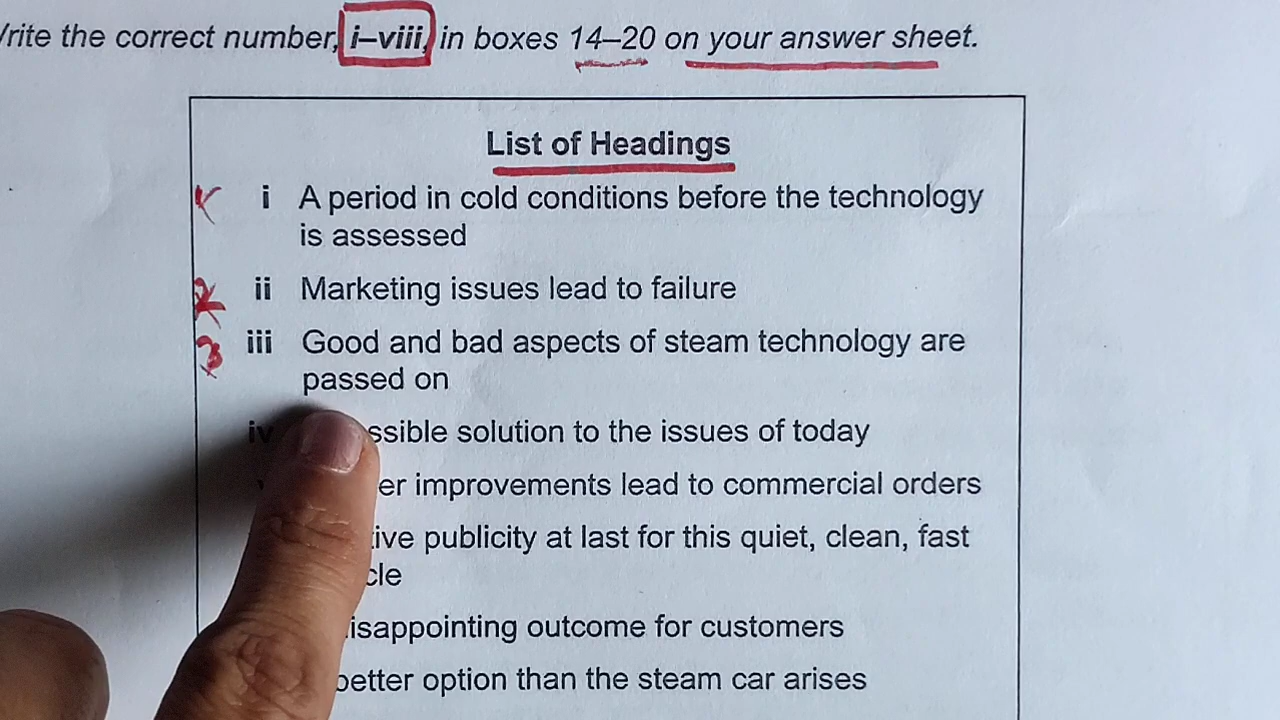 rite the correct number, i–viii, in boxes 14–20 on your answer sheet.
List of Headings
i A period in cold conditions before the technology
is assessed
ii Marketing issues lead to failure
iii Good and bad aspects of steam technology are
passed on
iv ssible solution to the issues of today
er improvements lead to commercial orders
tive publicity at last for this quiet, clean, fast
cle
isappointing outcome for customers
better option than the steam car arises